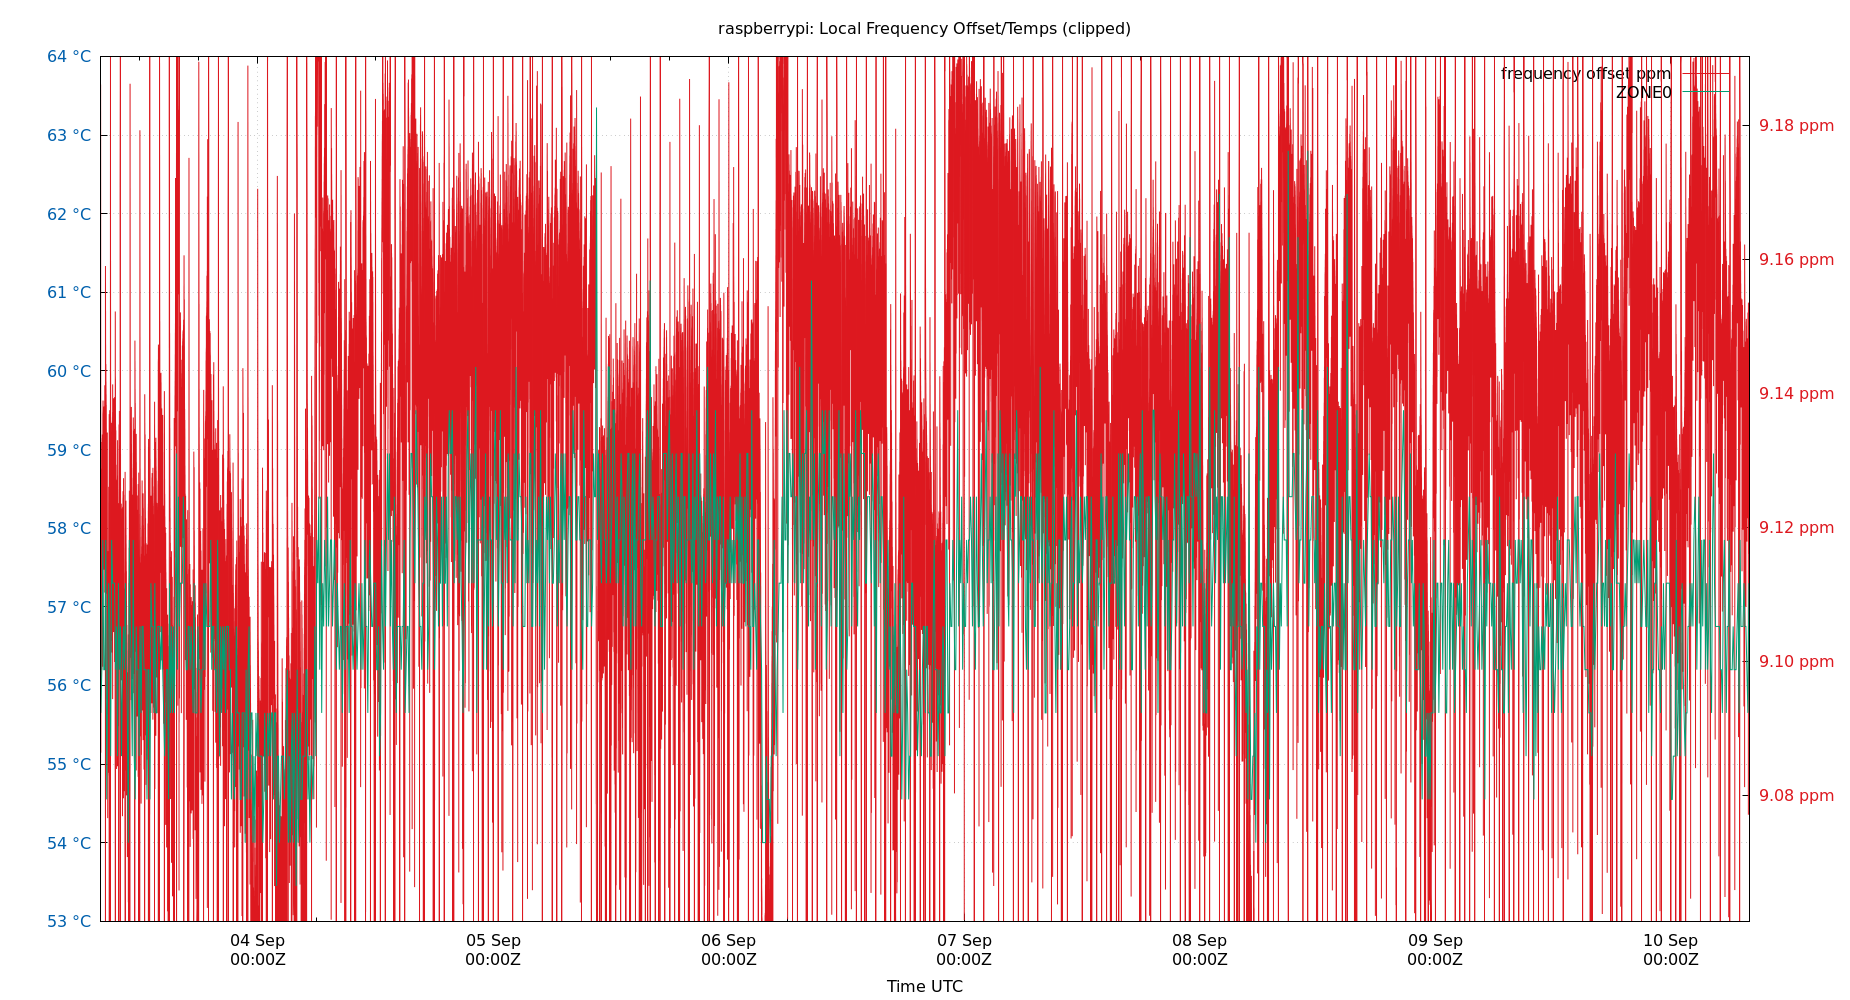 raspberrypi: Local Frequency Offset/Temps (clipped)
64 °C
63 °C
62 °C
61 °C
60 °C
59 °C
58 °C
57 °C
56 °C
55 °C
54 °C
53 °C
frequency offset ppm
ZONE0
9.18 ppm
9.16 ppm
9.14 ppm
9.12 ppm
9.10 ppm
9.08 ppm
04 Sep
00:00Z
05 Sep
00:00Z
06 Sep
00:00Z
07 Sep
00:00Z
08 Sep
00:00Z
09 Sep
00:00Z
10 Sep
00:00Z
Time UTC